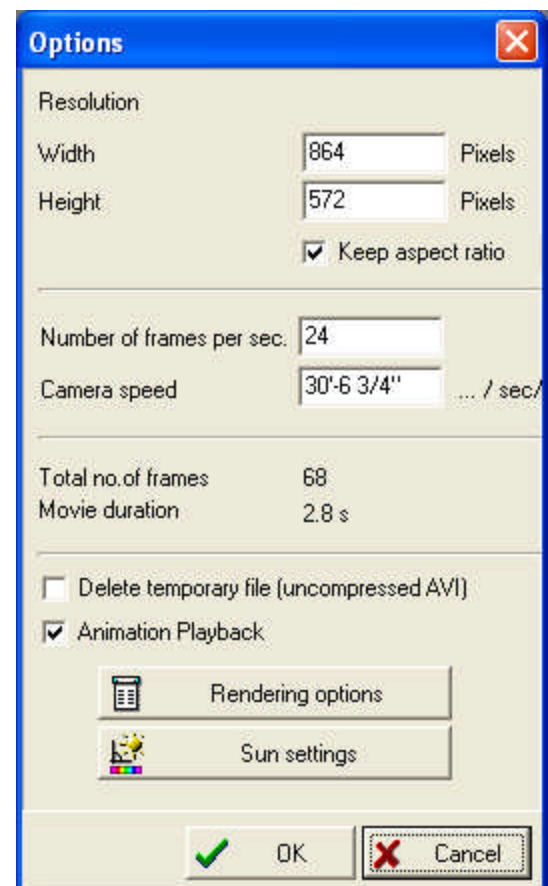 Options
Resolution
Width 864 Pixels
Height 572 Pixels
Keep aspect ratio
Number of frames per sec. 24
Camera speed 30'-6 3/4" ... / sec/
Total no.of frames 68
Movie duration 2.8 s
Delete temporary file (uncompressed AVI)
Animation Playback
Rendering options
Sun settings
OK Cancel